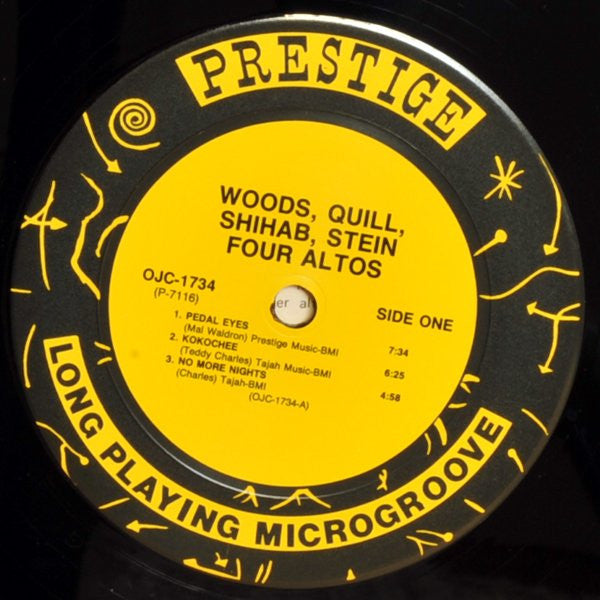 PRESTIGE
WOODS, QUILL,
SHIHAB, STEIN
FOUR ALTOS
OJC-1734
(P-7116)
SIDE ONE
1. PEDAL EYES
(Mal Waldron) Prestige Music-BMI 7:34
2. KOKOCHEE
(Teddy Charles) Tajah Music-BMI 6:25
3. NO MORE NIGHTS
(Charles) Tajah-BMI 4:58
(OJC-1734-A)
LONG PLAYING MICROGROOVE